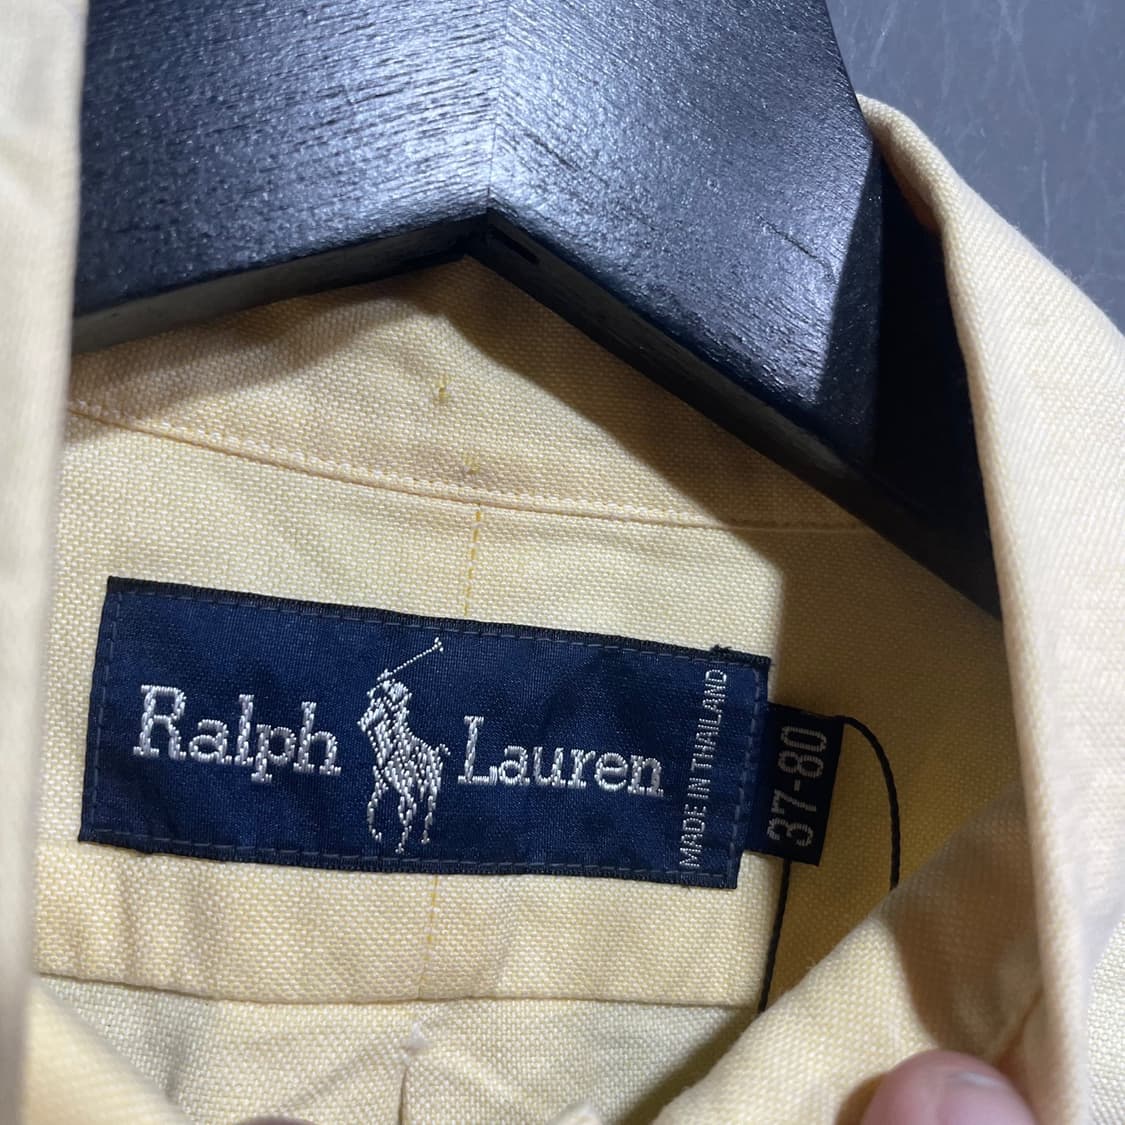 Ralph Lauren
MADE IN THAILAND
37-80